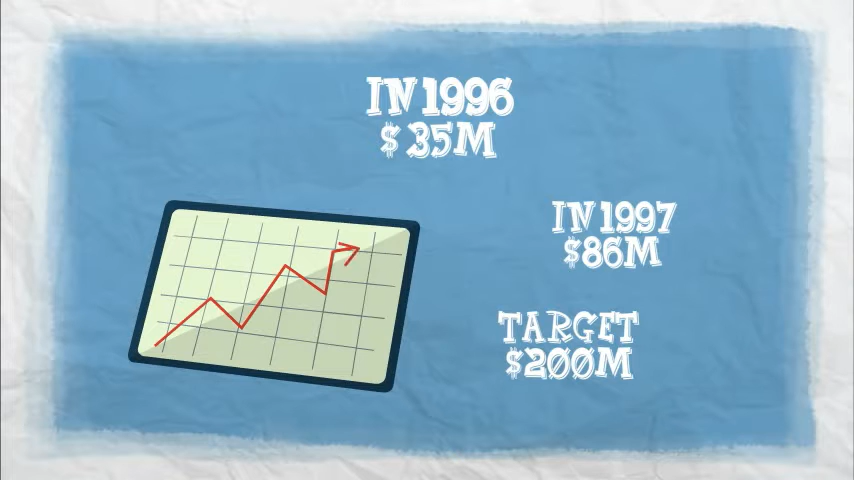 IN 1996
$ 35M
IN 1997
$86M
TARGET
$200M